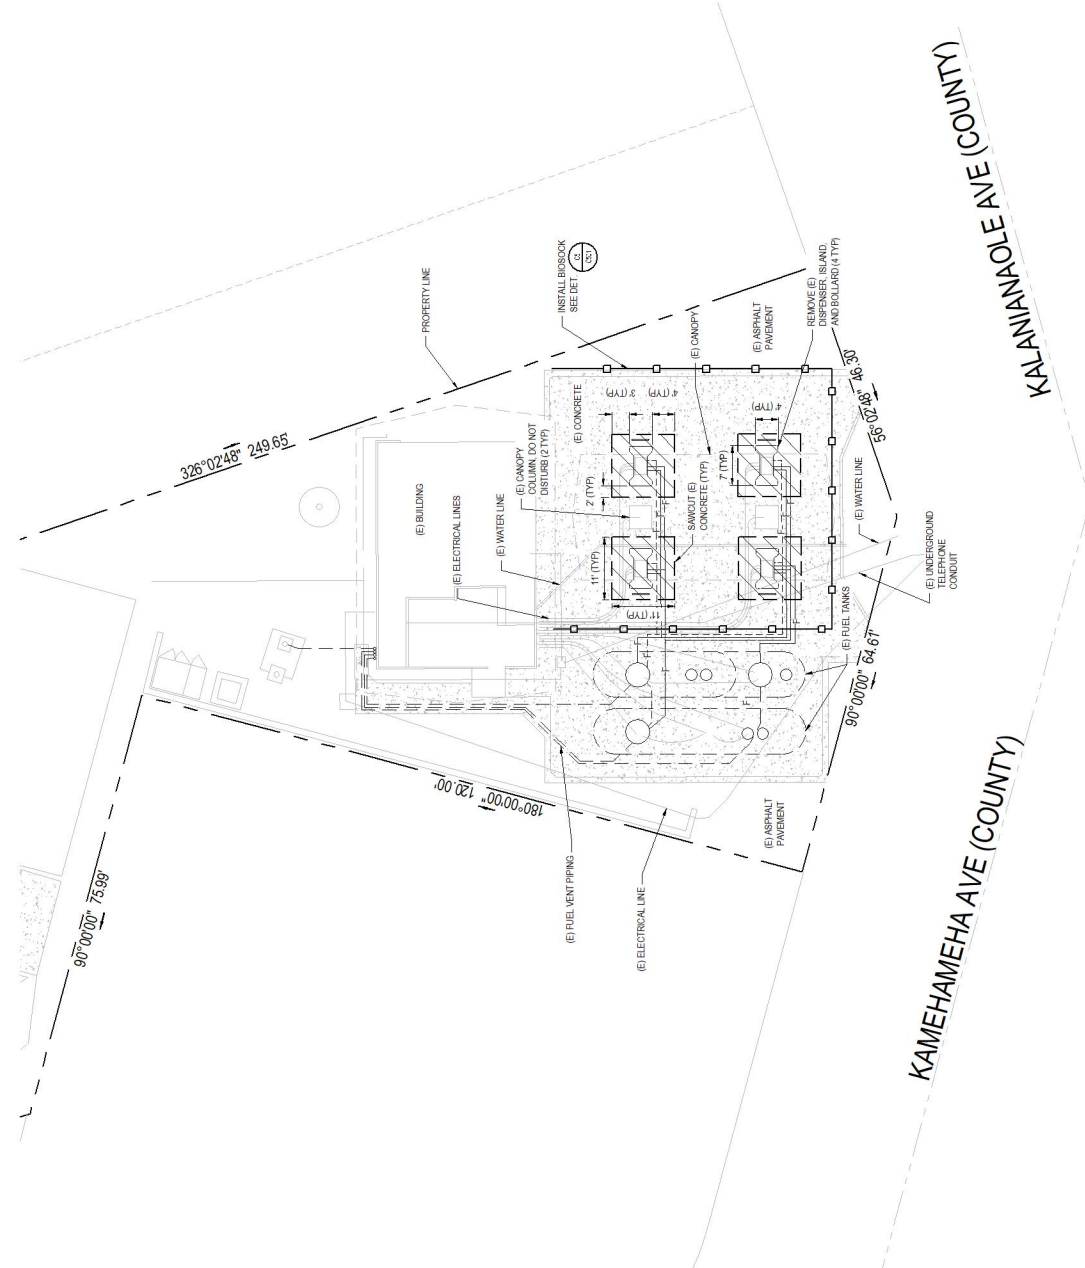 KALANIANAOLE AVE (COUNTY)
KAMEHAMEHA AVE (COUNTY)
PROPERTY LINE
326°02'48" 249.65'
INSTALL BIOSOCK
SEE DET.
(E) CANOPY
(E) ASPHALT
PAVEMENT
REMOVE (E)
DISPENSER, ISLAND,
AND BOLLARD (4 TYP)
56°02'48" 46.30'
(E) CONCRETE
3' (TYP)
4' (TYP)
4' (TYP)
7' (TYP)
2' (TYP)
SAWCUT (E)
CONCRETE (TYP)
(E) CANOPY
COLUMN, DO NOT
DISTURB (2 TYP)
(E) BUILDING
(E) ELECTRICAL LINES
(E) WATER LINE
11' (TYP)
11' (TYP)
(E) WATER LINE
(E) UNDERGROUND
TELEPHONE
CONDUIT
(E) FUEL TANKS
90°00'00" 64.61'
F
F
F
F
F
F
F
180°00'00" 120.00'
(E) ASPHALT
PAVEMENT
(E) FUEL VENT PIPING
(E) ELECTRICAL LINE
90°00'00" 75.99'